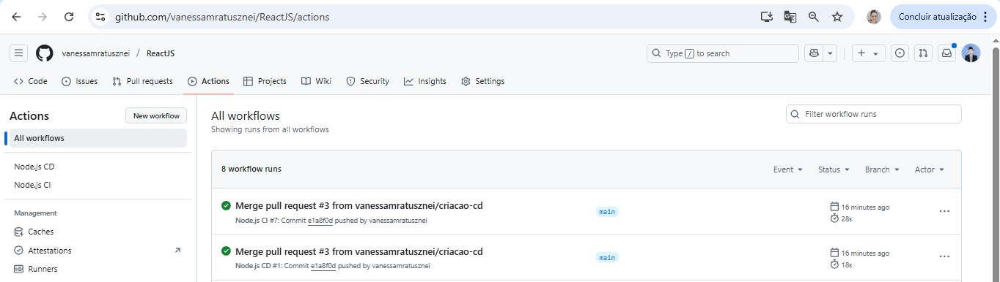 github.com/vanessamratusznei/ReactJS/actions
Concluir atualização
vanessamratusznei / ReactJS
Type / to search
Code Issues Pull requests Actions Projects Wiki Security Insights Settings
Actions
New workflow
All workflows
Node.js CD
Node.js CI
Management
Caches
Attestations
Runners
All workflows
Showing runs from all workflows
Filter workflow runs
8 workflow runs
Event Status Branch Actor
Merge pull request #3 from vanessamratusznei/criacao-cd
Node.js CI #7: Commit e1a8f0d pushed by vanessamratusznei
main
16 minutes ago
28s
Merge pull request #3 from vanessamratusznei/criacao-cd
Node.js CD #1: Commit e1a8f0d pushed by vanessamratusznei
main
16 minutes ago
18s